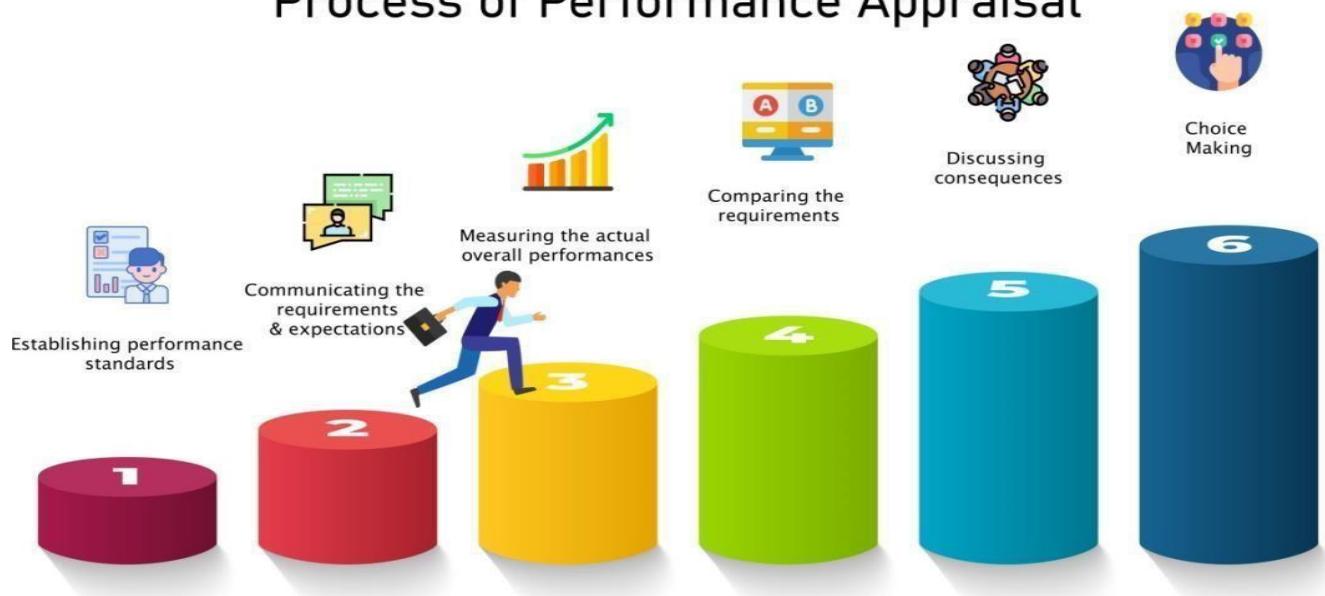 Process of Performance Appraisal
Establishing performance
standards
1
Communicating the
requirements
& expectations
2
Measuring the actual
overall performances
3
A B
Comparing the
requirements
4
Discussing
consequences
5
Choice
Making
6